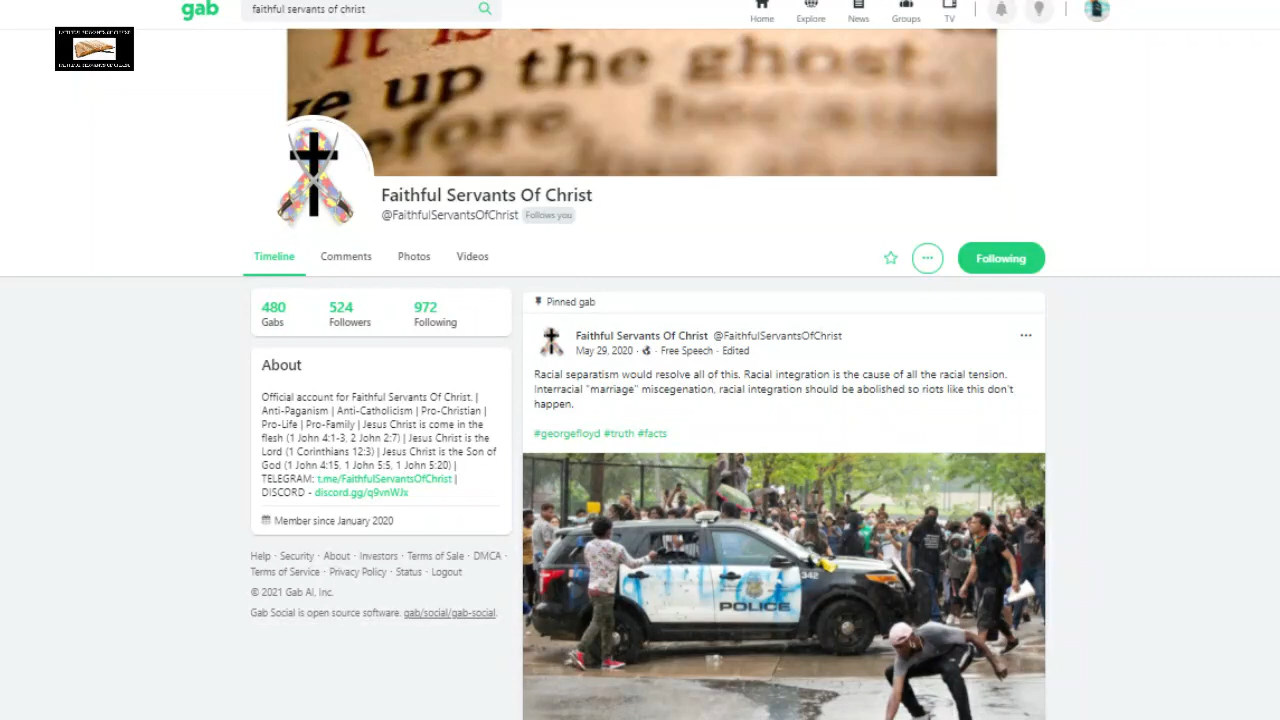 gab
faithful servants of christ
Home
Explore
News
Groups
TV
It is
ve up the ghost.
efore.
Faithful Servants Of Christ
@FaithfulServantsOfChrist Follows you
Timeline
Comments
Photos
Videos
Following
480
Gabs
524
Followers
972
Following
About
Official account for Faithful Servants Of Christ. |
Anti-Paganism | Anti-Catholicism | Pro-Christian |
Pro-Life | Pro-Family | Jesus Christ is come in the
flesh (1 John 4:1-3, 2 John 2:7) | Jesus Christ is the
Lord (1 Corinthians 12:3) | Jesus Christ is the Son of
God (1 John 4:15, 1 John 5:5, 1 John 5:20) |
TELEGRAM: t.me/FaithfulServantsOfChrist |
DISCORD - discord.gg/q9vnWJx
Member since January 2020
Help · Security · About · Investors · Terms of Sale · DMCA ·
Terms of Service · Privacy Policy · Status · Logout
© 2021 Gab AI, Inc.
Gab Social is open source software. gab/social/gab-social.
Pinned gab
Faithful Servants Of Christ @FaithfulServantsOfChrist
May 29, 2020 · Free Speech · Edited
Racial separatism would resolve all of this. Racial integration is the cause of all the racial tension.
Interracial "marriage" miscegenation, racial integration should be abolished so riots like this don't
happen.
#georgefloyd #truth #facts
342
POLICE